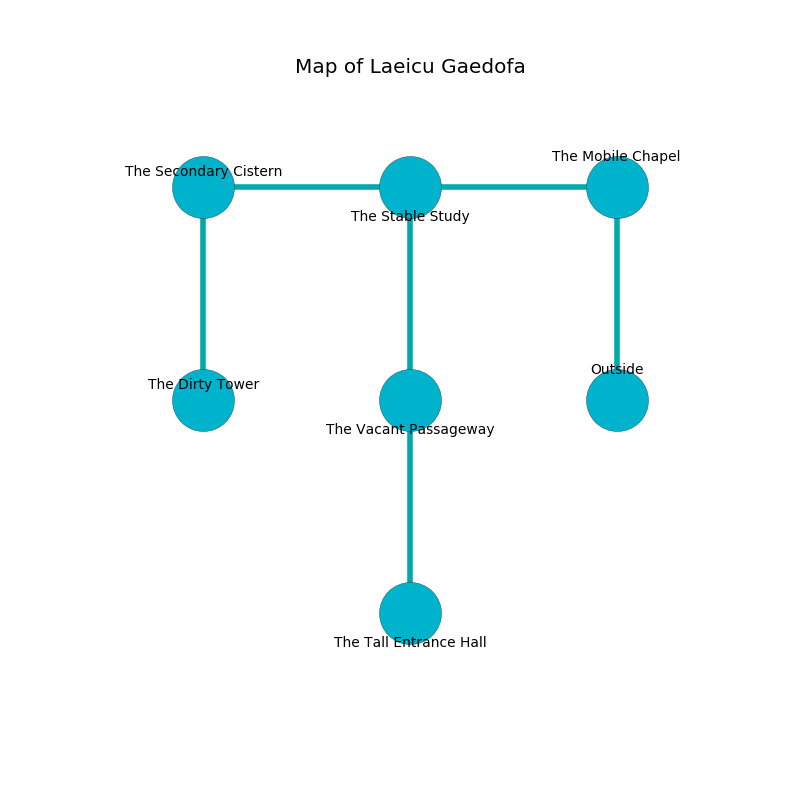 Map of Laeicu Gaedofa
The Mobile Chapel
The Secondary Cistern
The Stable Study
Outside
The Dirty Tower
The Vacant Passageway
The Tall Entrance Hall